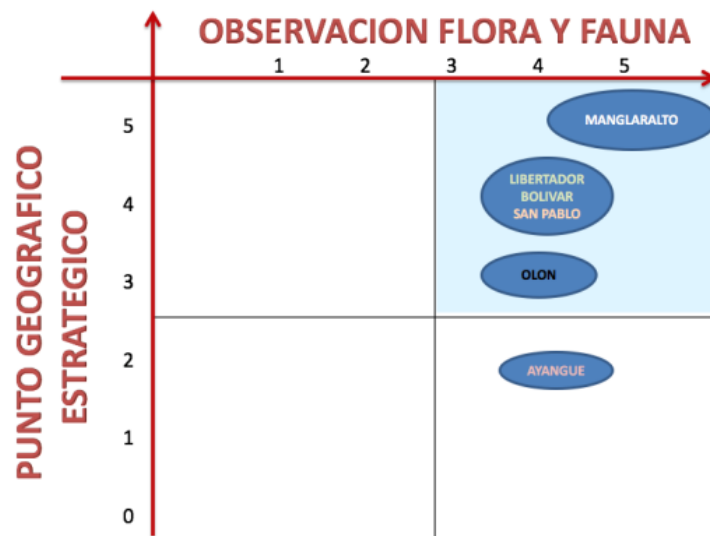 OBSERVACION FLORA Y FAUNA
1 2 3 4 5
PUNTO GEOGRAFICO
ESTRATEGICO
5
MANGLARALTO
4
LIBERTADOR
BOLIVAR
SAN PABLO
3
OLON
2
AYANGUE
1
0